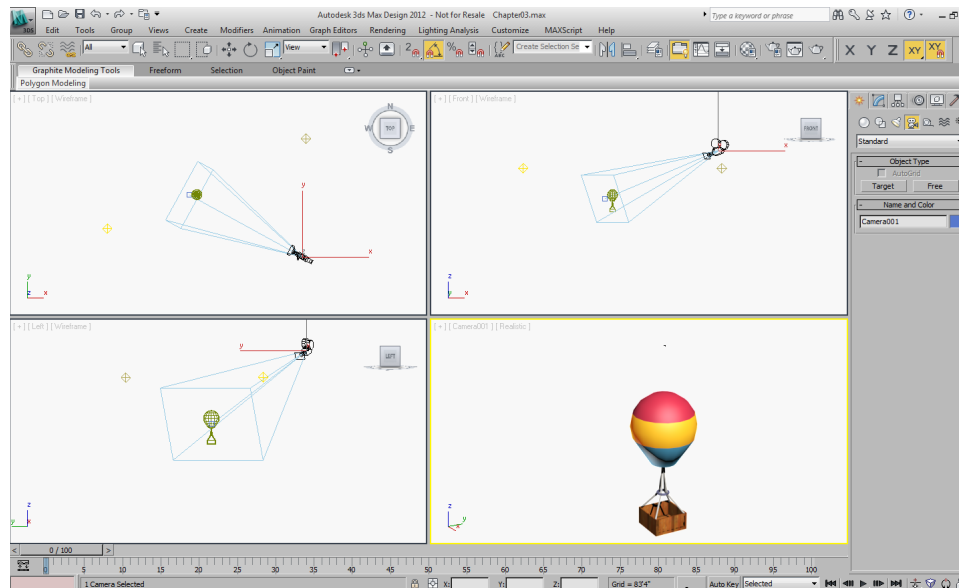 Autodesk 3ds Max Design 2012 - Not for Resale Chapter03.max
Type a keyword or phrase
3DS
Edit Tools Group Views Create Modifiers Animation Graph Editors Rendering Lighting Analysis Customize MAXScript Help
All View Create Selection Se X Y Z XY XY
Graphite Modeling Tools Freeform Selection Object Paint
Polygon Modeling
[ + ] [ Top ] [ Wireframe ]
N
W TOP E
S
y
x
y
z x
[ + ] [ Front ] [ Wireframe ]
FRONT
x
z
y x
[ + ] [ Left ] [ Wireframe ]
LEFT
y
z
y x
[ + ] [ Camera001 ] [ Realistic ]
z
y
x
Standard
- Object Type
AutoGrid
Target Free
- Name and Color
Camera001
< 0 / 100 >
0 5 10 15 20 25 30 35 40 45 50 55 60 65 70 75 80 85 90 95 100
1 Camera Selected X: Y: Z: Grid = 83'4" Auto Key Selected